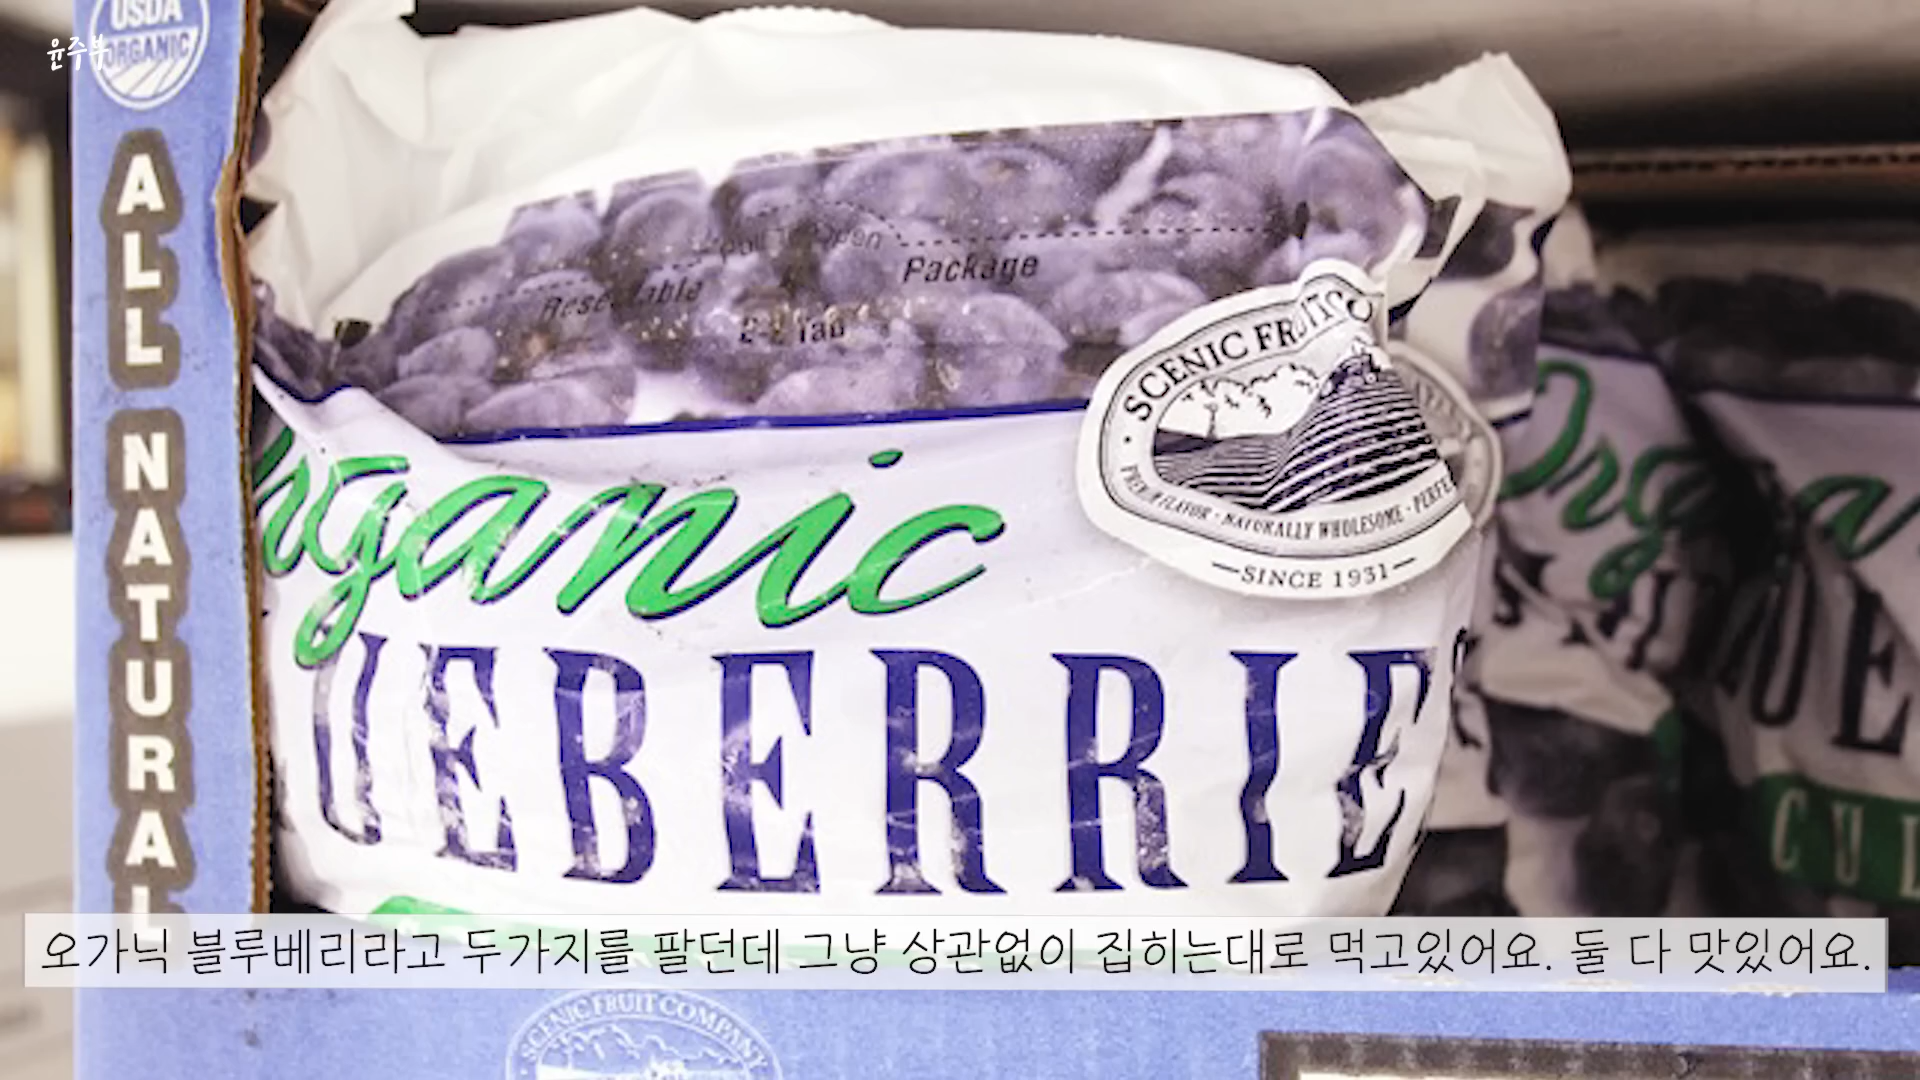 윤주부
USDA
ORGANIC
ALL NATURAL
Package
E-Z Tab
SCENIC FRUIT CO
NATURALLY WHOLESOME
SINCE 1931
rganic
UEBERRIE
Orga
a
UE
CUL
오가닉 블루베리라고 두가지를 팔던데 그냥 상관없이 집히는대로 먹고있어요. 둘 다 맛있어요.
SCENIC FRUIT COMPANY